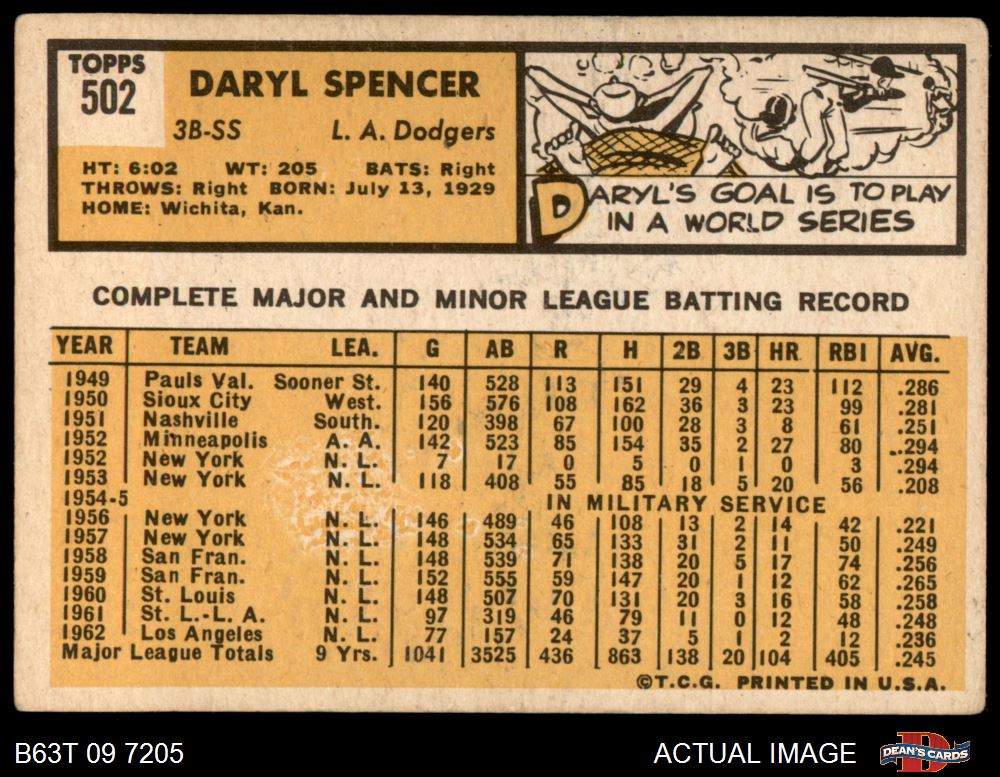 TOPPS
502
DARYL SPENCER
3B-SS L. A. Dodgers
HT: 6:02 WT: 205 BATS: Right
THROWS: Right BORN: July 13, 1929
HOME: Wichita, Kan.
DARYL'S GOAL IS TO PLAY
IN A WORLD SERIES
COMPLETE MAJOR AND MINOR LEAGUE BATTING RECORD
YEAR TEAM LEA. G AB R H 2B 3B HR RBI AVG.
1949 Pauls Val. Sooner St. 140 528 113 151 29 4 23 112 .286
1950 Sioux City West. 156 576 108 162 36 3 23 99 .281
1951 Nashville South. 120 398 67 100 28 3 8 61 .251
1952 Minneapolis A. A. 142 523 85 154 35 2 27 80 .294
1952 New York N. L. 7 17 0 5 0 1 0 3 .294
1953 New York N. L. 118 408 55 85 18 5 20 56 .208
1954-5 IN MILITARY SERVICE
1956 New York N. L. 146 489 46 108 13 2 14 42 .221
1957 New York N. L. 148 534 65 133 31 2 11 50 .249
1958 San Fran. N. L. 148 539 71 138 20 5 17 74 .256
1959 San Fran. N. L. 152 555 59 147 20 1 12 62 .265
1960 St. Louis N. L. 148 507 70 131 20 3 16 58 .258
1961 St. L.-L. A. N. L. 97 319 46 79 11 0 12 48 .248
1962 Los Angeles N. L. 77 157 24 37 5 1 2 12 .236
Major League Totals 9 Yrs. 1041 3525 436 863 138 20 104 405 .245
©T.C.G. PRINTED IN U.S.A.
B63T 09 7205 ACTUAL IMAGE DEAN'S CARDS